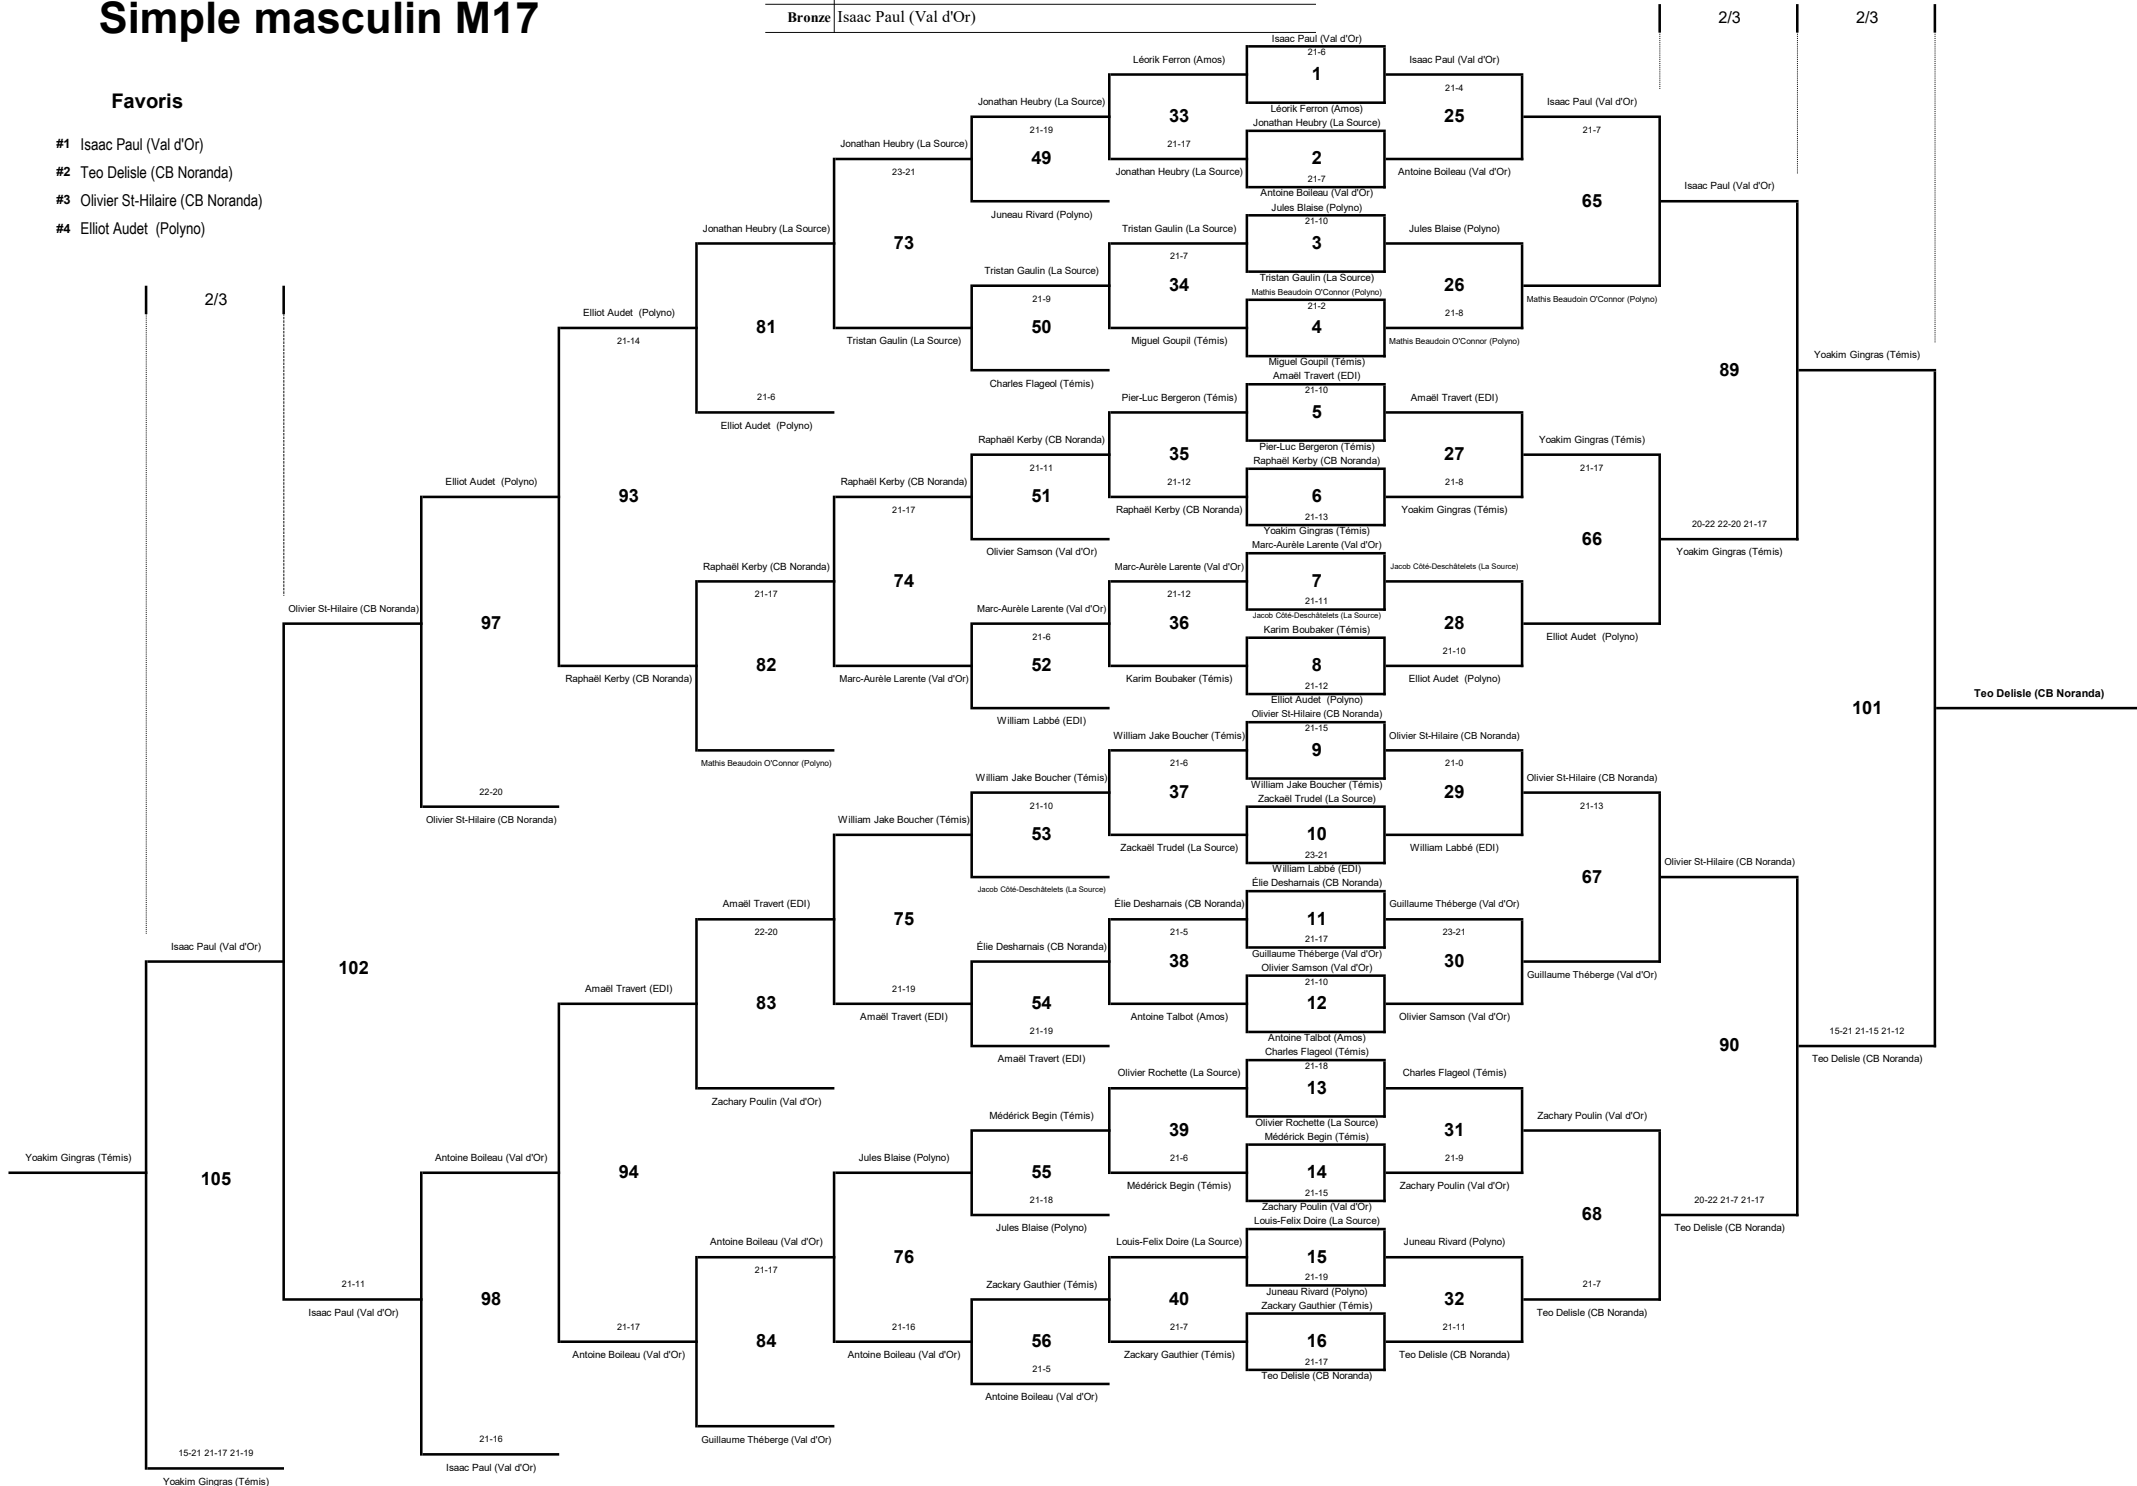 Simple masculin M17
Bronze Isaac Paul (Val d'Or)
2/3
2/3
Favoris
#1 Isaac Paul (Val d'Or)
#2 Teo Delisle (CB Noranda)
#3 Olivier St-Hilaire (CB Noranda)
#4 Elliot Audet (Polyno)
2/3
Yoakim Gingras (Témis)
Isaac Paul (Val d'Or)
105
15-21 21-17 21-19
Yoakim Gingras (Témis)
Olivier St-Hilaire (CB Noranda)
102
21-11
Isaac Paul (Val d'Or)
Elliot Audet (Polyno)
97
22-20
Olivier St-Hilaire (CB Noranda)
Antoine Boileau (Val d'Or)
98
21-16
Isaac Paul (Val d'Or)
Elliot Audet (Polyno)
21-14
93
Raphaël Kerby (CB Noranda)
Amaël Travert (EDI)
94
21-17
Antoine Boileau (Val d'Or)
Jonathan Heubry (La Source)
81
21-6
Elliot Audet (Polyno)
Raphaël Kerby (CB Noranda)
21-17
82
Mathis Beaudoin O'Connor (Polyno)
Amaël Travert (EDI)
22-20
83
Zachary Poulin (Val d'Or)
Antoine Boileau (Val d'Or)
21-17
84
Guillaume Théberge (Val d'Or)
Jonathan Heubry (La Source)
23-21
73
Tristan Gaulin (La Source)
Raphaël Kerby (CB Noranda)
21-17
74
Marc-Aurèle Larente (Val d'Or)
William Jake Boucher (Témis)
75
21-19
Amaël Travert (EDI)
Jules Blaise (Polyno)
76
21-16
Antoine Boileau (Val d'Or)
Jonathan Heubry (La Source)
21-19
49
Juneau Rivard (Polyno)
Tristan Gaulin (La Source)
21-9
50
Charles Flageol (Témis)
Raphaël Kerby (CB Noranda)
21-11
51
Olivier Samson (Val d'Or)
Marc-Aurèle Larente (Val d'Or)
21-6
52
William Labbé (EDI)
William Jake Boucher (Témis)
21-10
53
Jacob Côté-Deschâtelets (La Source)
Élie Desharnais (CB Noranda)
54
21-19
Amaël Travert (EDI)
Médérick Begin (Témis)
55
21-18
Jules Blaise (Polyno)
Zackary Gauthier (Témis)
56
21-5
Antoine Boileau (Val d'Or)
Léorik Ferron (Amos)
33
21-17
Jonathan Heubry (La Source)
Tristan Gaulin (La Source)
21-7
34
Miguel Goupil (Témis)
Pier-Luc Bergeron (Témis)
35
21-12
Raphaël Kerby (CB Noranda)
Marc-Aurèle Larente (Val d'Or)
21-12
36
Karim Boubaker (Témis)
William Jake Boucher (Témis)
21-6
37
Zackaël Trudel (La Source)
Élie Desharnais (CB Noranda)
21-5
38
Antoine Talbot (Amos)
Olivier Rochette (La Source)
39
21-6
Médérick Begin (Témis)
Louis-Felix Doire (La Source)
40
21-7
Zackary Gauthier (Témis)
Isaac Paul (Val d'Or)
21-6
1
Léorik Ferron (Amos)
Jonathan Heubry (La Source)
2
21-7
Antoine Boileau (Val d'Or)
Jules Blaise (Polyno)
21-10
3
Tristan Gaulin (La Source)
Mathis Beaudoin O'Connor (Polyno)
21-2
4
Miguel Goupil (Témis)
Amaël Travert (EDI)
21-10
5
Pier-Luc Bergeron (Témis)
Raphaël Kerby (CB Noranda)
6
21-13
Yoakim Gingras (Témis)
Marc-Aurèle Larente (Val d'Or)
7
21-11
Jacob Côté-Deschâtelets (La Source)
Karim Boubaker (Témis)
8
21-12
Elliot Audet (Polyno)
Olivier St-Hilaire (CB Noranda)
21-15
9
William Jake Boucher (Témis)
Zackaël Trudel (La Source)
10
23-21
William Labbé (EDI)
Élie Desharnais (CB Noranda)
11
21-17
Guillaume Théberge (Val d'Or)
Olivier Samson (Val d'Or)
21-10
12
Antoine Talbot (Amos)
Charles Flageol (Témis)
21-18
13
Olivier Rochette (La Source)
Médérick Begin (Témis)
14
21-15
Zachary Poulin (Val d'Or)
Louis-Felix Doire (La Source)
15
21-19
Juneau Rivard (Polyno)
Zackary Gauthier (Témis)
16
21-17
Teo Delisle (CB Noranda)
Isaac Paul (Val d'Or)
21-4
25
Antoine Boileau (Val d'Or)
Jules Blaise (Polyno)
26
21-8
Mathis Beaudoin O'Connor (Polyno)
Amaël Travert (EDI)
27
21-8
Yoakim Gingras (Témis)
Jacob Côté-Deschâtelets (La Source)
28
21-10
Elliot Audet (Polyno)
Olivier St-Hilaire (CB Noranda)
21-0
29
William Labbé (EDI)
Guillaume Théberge (Val d'Or)
23-21
30
Olivier Samson (Val d'Or)
Charles Flageol (Témis)
31
21-9
Zachary Poulin (Val d'Or)
Juneau Rivard (Polyno)
32
21-11
Teo Delisle (CB Noranda)
Isaac Paul (Val d'Or)
21-7
65
Mathis Beaudoin O'Connor (Polyno)
Yoakim Gingras (Témis)
21-17
66
Elliot Audet (Polyno)
Olivier St-Hilaire (CB Noranda)
21-13
67
Guillaume Théberge (Val d'Or)
Zachary Poulin (Val d'Or)
68
21-7
Teo Delisle (CB Noranda)
Isaac Paul (Val d'Or)
89
20-22 22-20 21-17
Yoakim Gingras (Témis)
Olivier St-Hilaire (CB Noranda)
90
20-22 21-7 21-17
Teo Delisle (CB Noranda)
Yoakim Gingras (Témis)
101
15-21 21-15 21-12
Teo Delisle (CB Noranda)
Teo Delisle (CB Noranda)